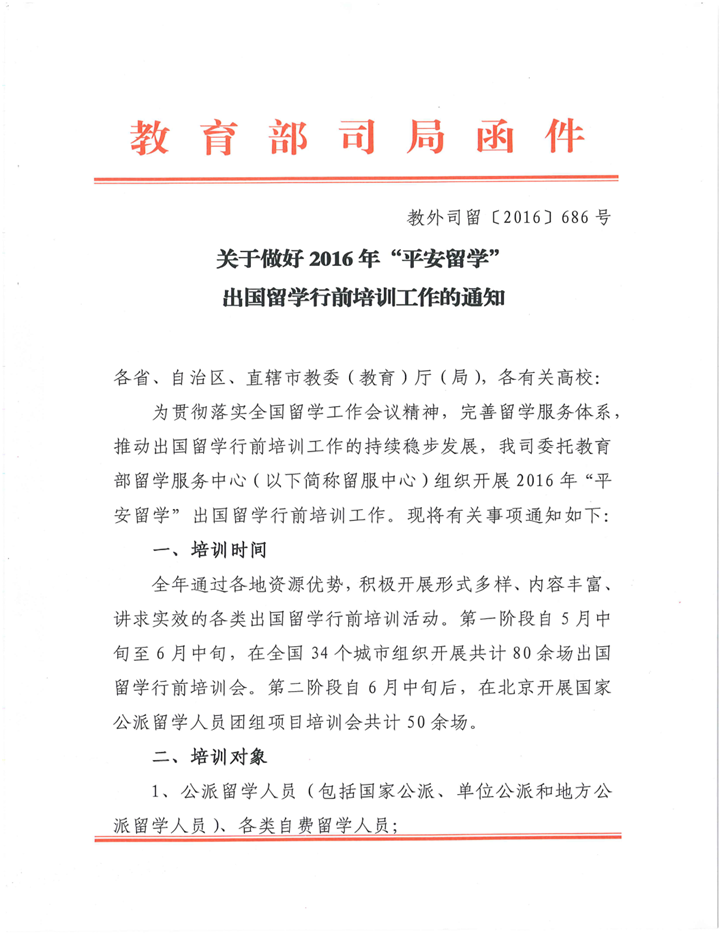 教育部司局函件
教外司留〔2016〕686号
关于做好2016年“平安留学”
出国留学行前培训工作的通知
各省、自治区、直辖市教委（教育）厅（局），各有关高校：
为贯彻落实全国留学工作会议精神，完善留学服务体系，
推动出国留学行前培训工作的持续稳步发展，我司委托教育
部留学服务中心（以下简称留服中心）组织开展2016年“平
安留学”出国留学行前培训工作。现将有关事项通知如下：
一、培训时间
全年通过各地资源优势，积极开展形式多样、内容丰富、
讲求实效的各类出国留学行前培训活动。第一阶段自5月中
旬至6月中旬，在全国34个城市组织开展共计80余场出国
留学行前培训会。第二阶段自6月中旬后，在北京开展国家
公派留学人员团组项目培训会共计50余场。
二、培训对象
1、公派留学人员（包括国家公派、单位公派和地方公
派留学人员）、各类自费留学人员；